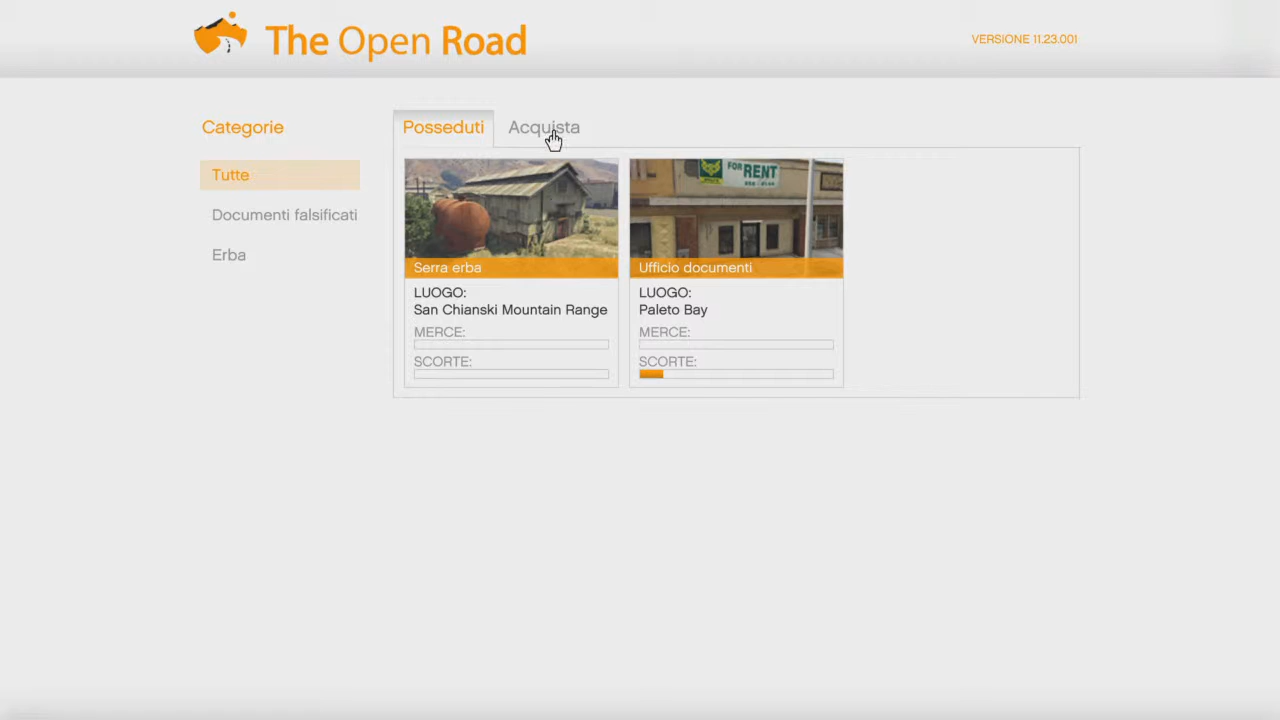 The Open Road
VERSIONE 11.23.001
Categorie
Tutte
Documenti falsificati
Erba
Posseduti
Acquista
Serra erba
LUOGO:
San Chianski Mountain Range
MERCE:
SCORTE:
FOR RENT
Ufficio documenti
LUOGO:
Paleto Bay
MERCE:
SCORTE: